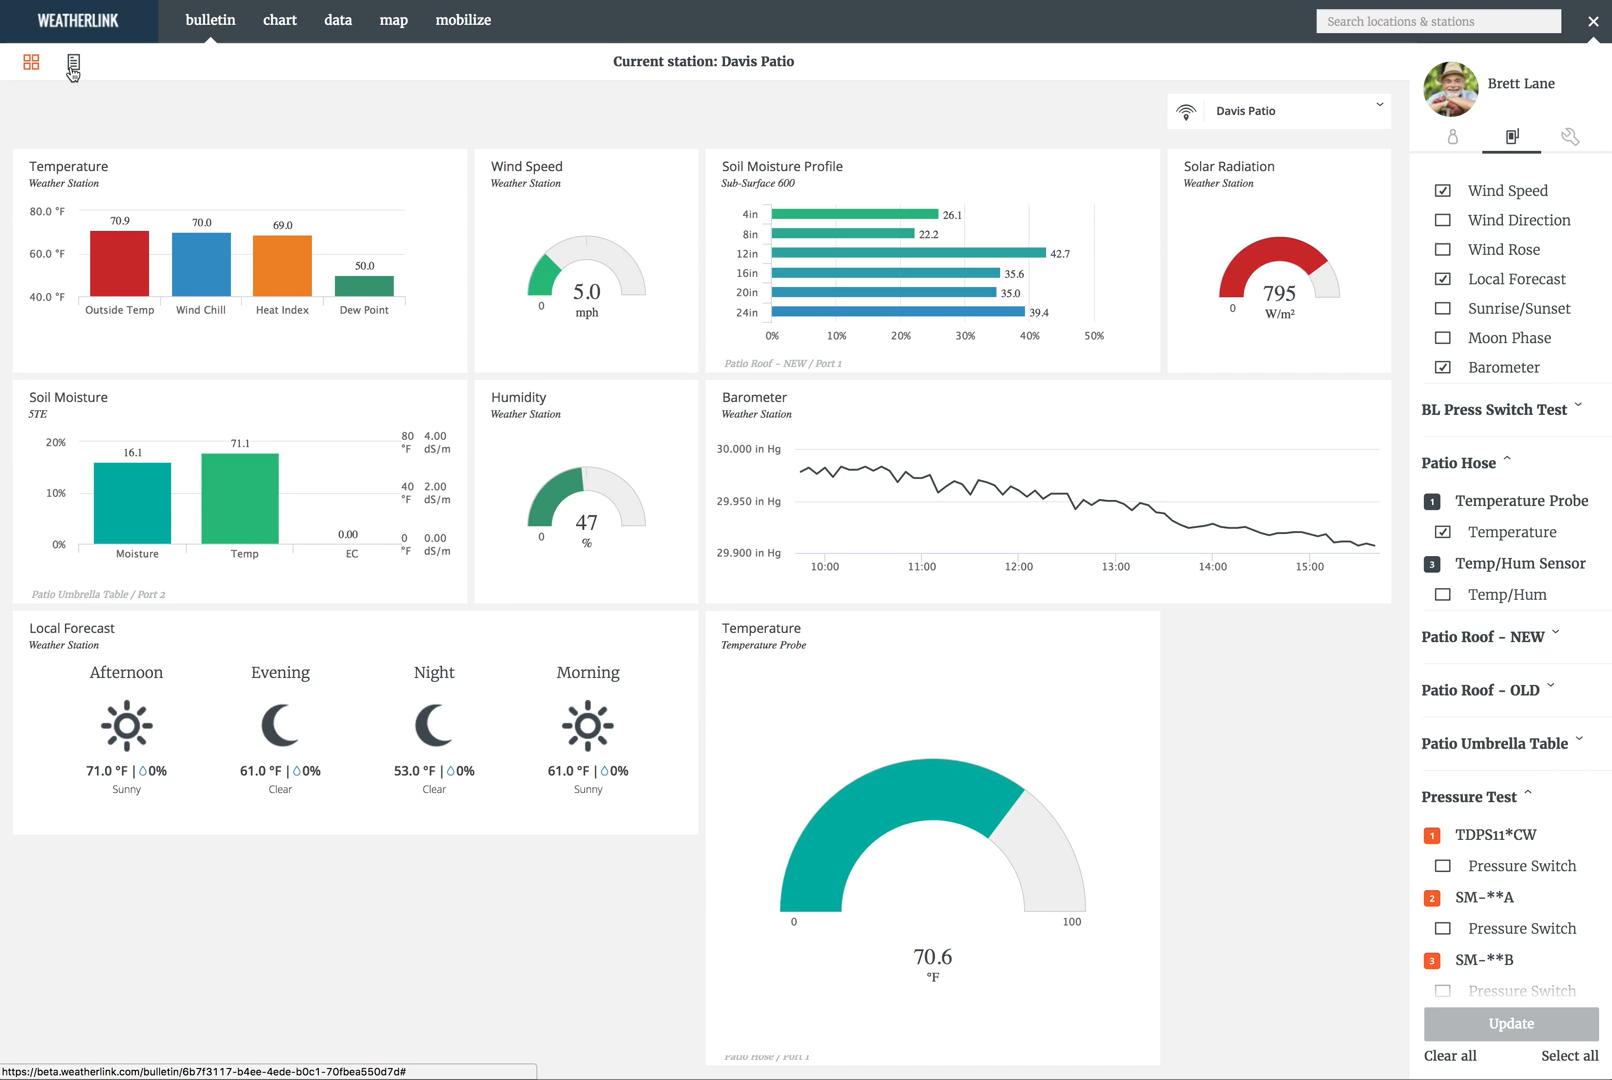 WEATHERLINK
bulletin
chart
data
map
mobilize
Search locations & stations
Current station: Davis Patio
Davis Patio
Temperature
Weather Station
80.0 °F
60.0 °F
40.0 °F
70.9
70.0
69.0
50.0
Outside Temp
Wind Chill
Heat Index
Dew Point
Wind Speed
Weather Station
0
5.0
mph
Soil Moisture Profile
Sub-Surface 600
4in
26.1
8in
22.2
12in
42.7
16in
35.6
20in
35.0
24in
39.4
0%
10%
20%
30%
40%
50%
Patio Roof - NEW / Port 1
Solar Radiation
Weather Station
0
795
W/m²
Soil Moisture
5TE
20%
10%
0%
16.1
71.1
0.00
80 4.00
°F dS/m
40 2.00
°F dS/m
0 0.00
°F dS/m
Moisture
Temp
EC
Patio Umbrella Table / Port 2
Humidity
Weather Station
0
47
%
Barometer
Weather Station
30.000 in Hg
29.950 in Hg
29.900 in Hg
10:00
11:00
12:00
13:00
14:00
15:00
Local Forecast
Weather Station
Afternoon
Evening
Night
Morning
71.0 °F | 0%
61.0 °F | 0%
53.0 °F | 0%
61.0 °F | 0%
Sunny
Clear
Clear
Sunny
Temperature
Temperature Probe
0
100
70.6
°F
Patio Hose / Port 1
Brett Lane
Wind Speed
Wind Direction
Wind Rose
Local Forecast
Sunrise/Sunset
Moon Phase
Barometer
BL Press Switch Test
Patio Hose
1 Temperature Probe
Temperature
3 Temp/Hum Sensor
Temp/Hum
Patio Roof - NEW
Patio Roof - OLD
Patio Umbrella Table
Pressure Test
1 TDPS11*CW
Pressure Switch
2 SM-**A
Pressure Switch
3 SM-**B
Pressure Switch
Update
Clear all
Select all
https://beta.weatherlink.com/bulletin/6b7f3117-b4ee-4ede-b0c1-70fbea550d7d#